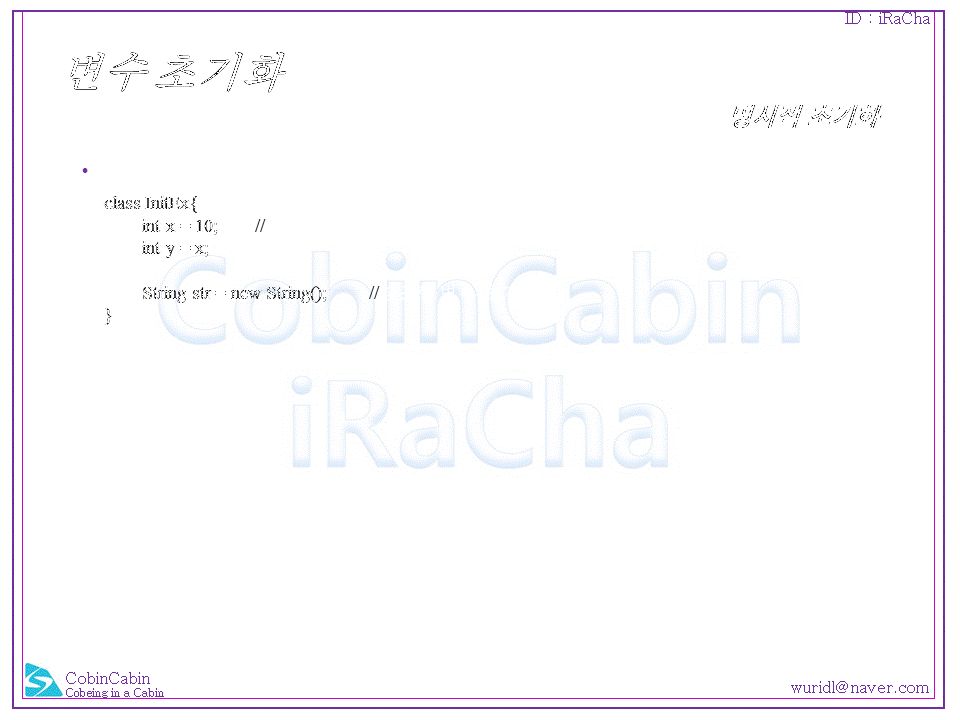 ID : iRaCha
변수 초기화
명시적 초기화
•
class InitEx{
int x = 10; //
int y = x;
String str = new String(); //
}
CobinCabin
iRaCha
CobinCabin
Cobeing in a Cabin
wuridl@naver.com